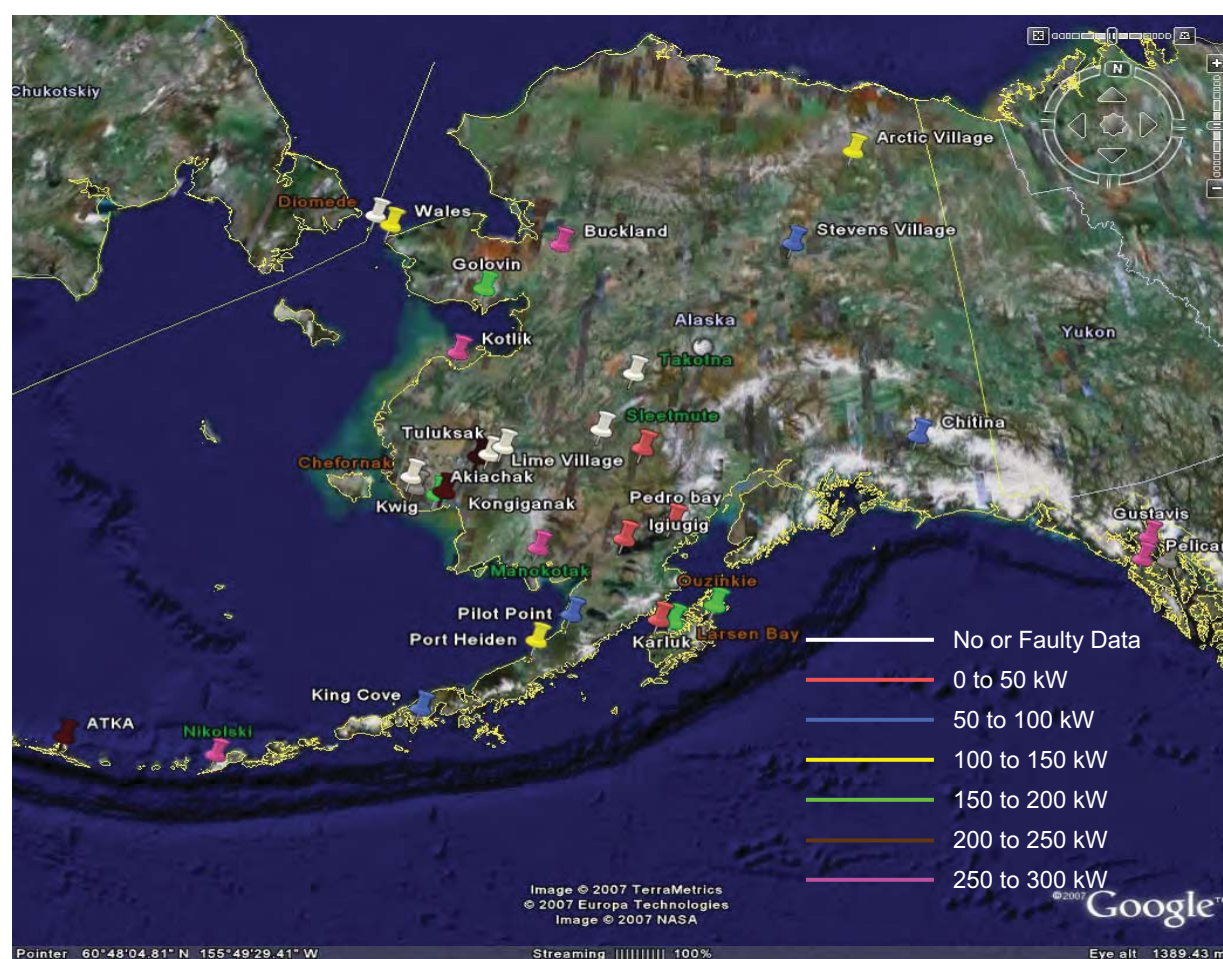 Chukotskiy
N
Arctic Village
Diomede
Wales
Buckland
Stevens Village
Golovin
Alaska
Yukon
Kotlik
Takotna
Sleetmute
Chitina
Tuluksak
Lime Village
Chefornak
Akiachak
Kwig
Kongiganak
Pedro bay
Igiugig
Gustavis
Pelican
Manokotak
Ouzinkie
Pilot Point
Port Heiden
Karluk
Larsen Bay
King Cove
ATKA
Nikolski
No or Faulty Data
0 to 50 kW
50 to 100 kW
100 to 150 kW
150 to 200 kW
200 to 250 kW
250 to 300 kW
Image © 2007 TerraMetrics
© 2007 Europa Technologies
Image © 2007 NASA
©2007 Google™
Pointer 60°48'04.81" N 155°49'29.41" W
Streaming |||||||||| 100%
Eye alt 1389.43 m